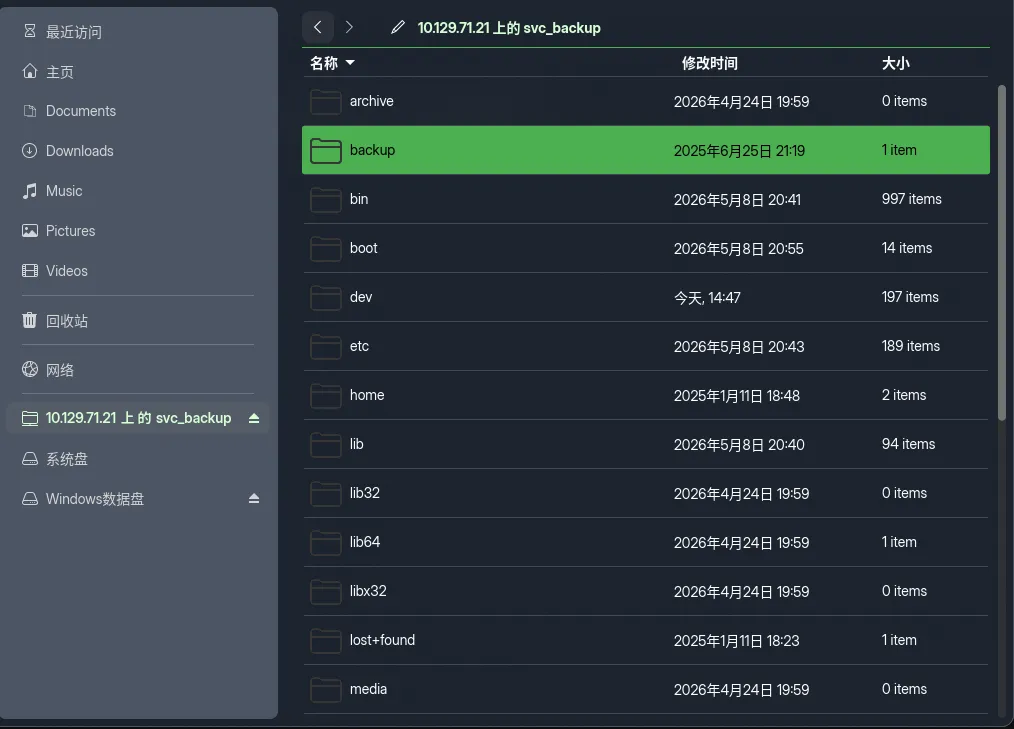 最近访问
主页
Documents
Downloads
Music
Pictures
Videos
回收站
网络
10.129.71.21 上 的 svc_backup
系统盘
Windows数据盘
10.129.71.21 上的 svc_backup
名称 修改时间 大小
archive 2026年4月24日 19:59 0 items
backup 2025年6月25日 21:19 1 item
bin 2026年5月8日 20:41 997 items
boot 2026年5月8日 20:55 14 items
dev 今天, 14:47 197 items
etc 2026年5月8日 20:43 189 items
home 2025年1月11日 18:48 2 items
lib 2026年5月8日 20:40 94 items
lib32 2026年4月24日 19:59 0 items
lib64 2026年4月24日 19:59 1 item
libx32 2026年4月24日 19:59 0 items
lost+found 2025年1月11日 18:23 1 item
media 2026年4月24日 19:59 0 items